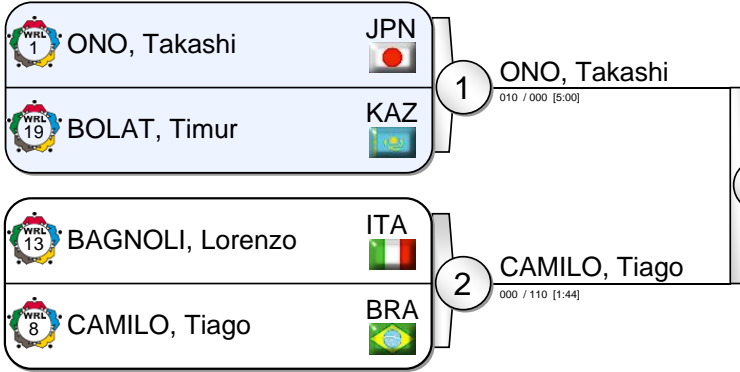 WRL
1
ONO, Takashi
JPN
WRL
19
BOLAT, Timur
KAZ
1
ONO, Takashi
010 / 000 [5:00]
WRL
13
BAGNOLI, Lorenzo
ITA
WRL
8
CAMILO, Tiago
BRA
2
CAMILO, Tiago
000 / 110 [1:44]